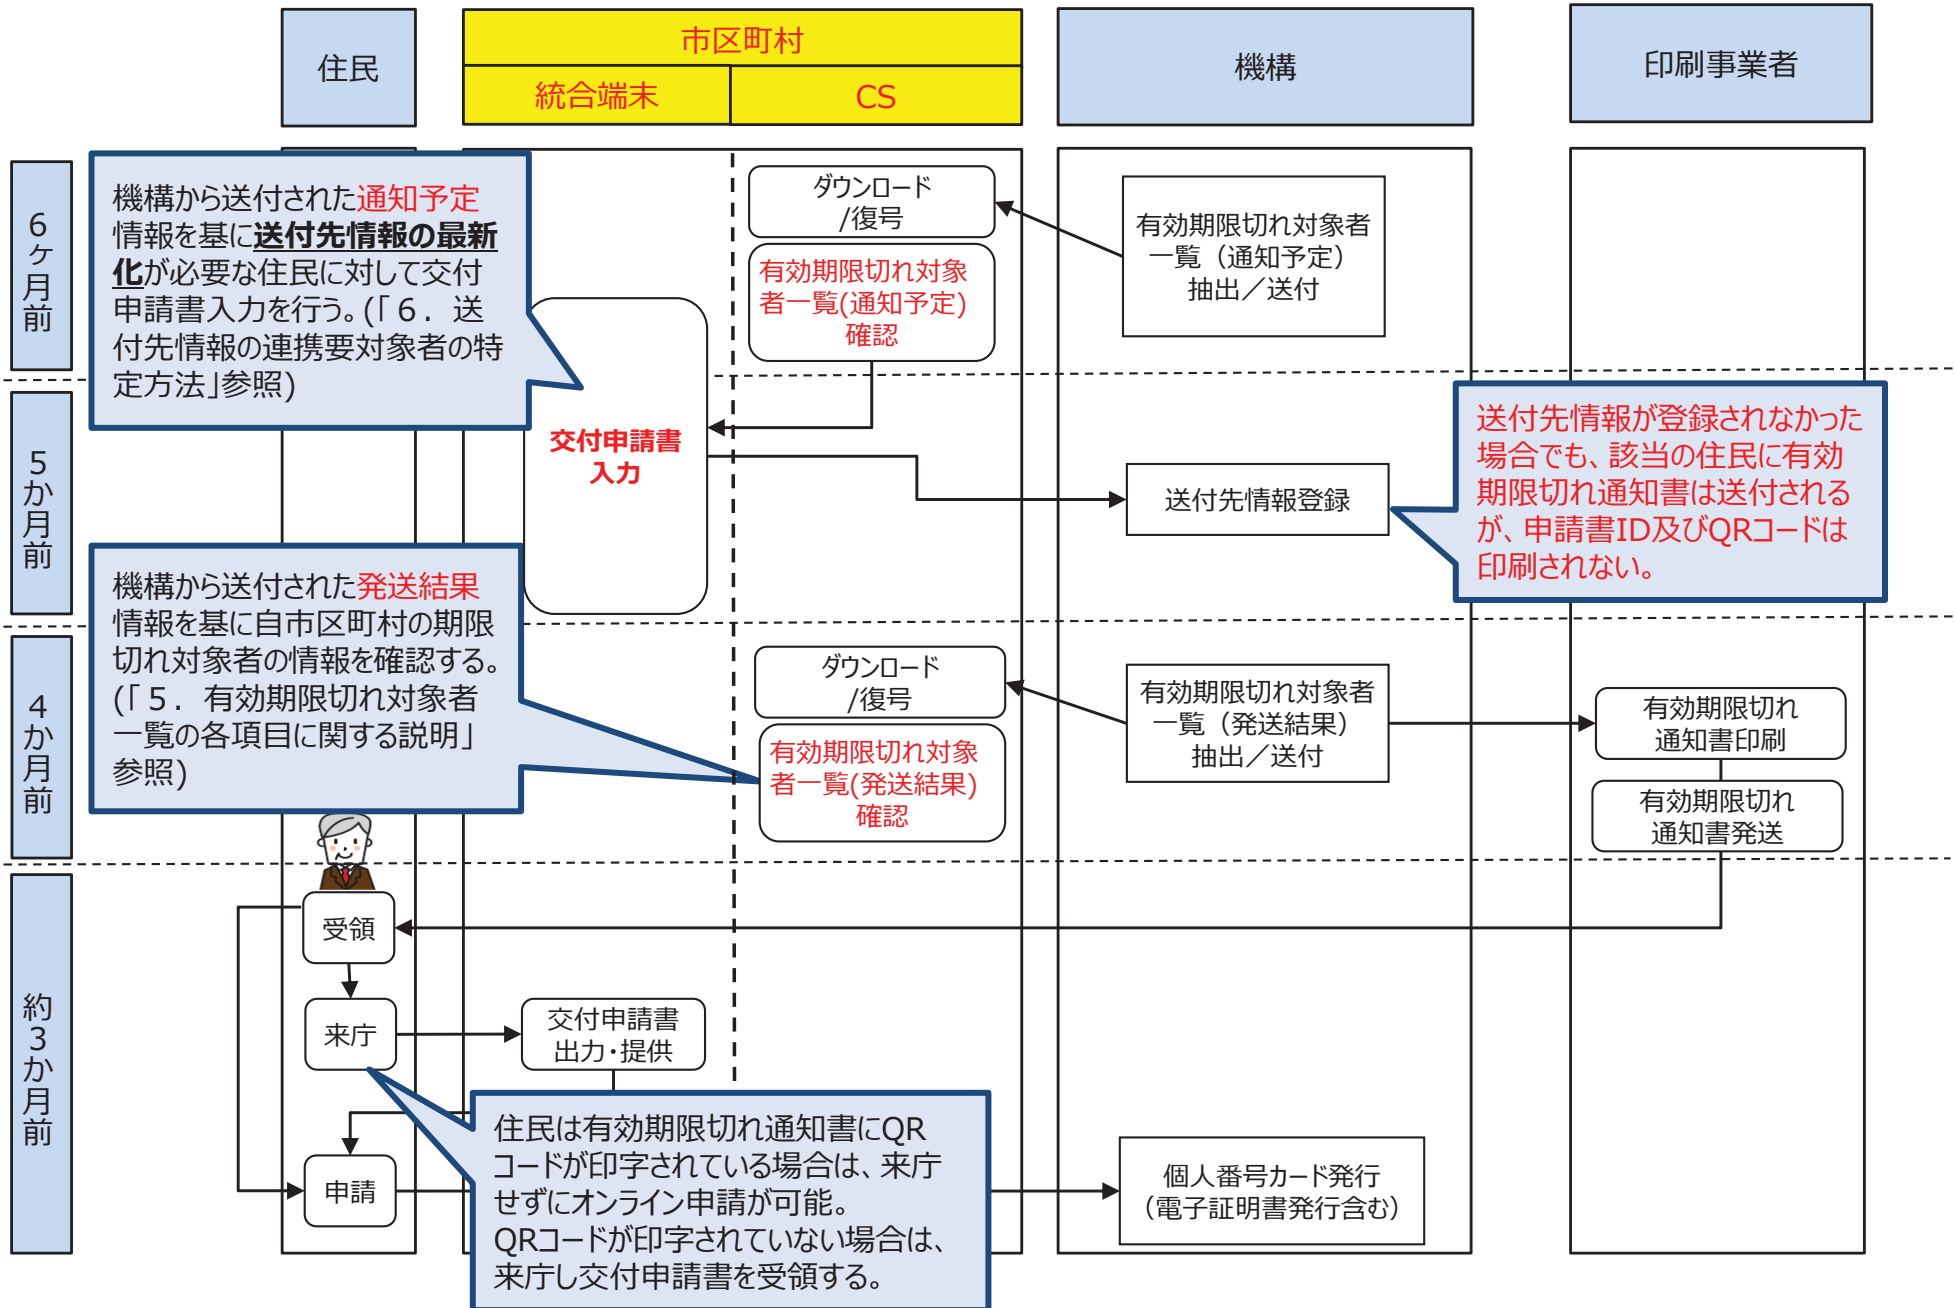 住民
市区町村
統合端末
CS
機構
印刷事業者
6ケ月前
機構から送付された通知予定
情報を基に送付先情報の最新
化が必要な住民に対して交付
申請書入力を行う。(「6．送
付先情報の連携要対象者の特
定方法」参照)
ダウンロード
/復号
有効期限切れ対象
者一覧(通知予定)
確認
有効期限切れ対象者
一覧（通知予定）
抽出／送付
5か月前
交付申請書
入力
送付先情報登録
送付先情報が登録されなかった
場合でも、該当の住民に有効
期限切れ通知書は送付される
が、申請書ID及びQRコードは
印刷されない。
4か月前
機構から送付された発送結果
情報を基に自市区町村の期限
切れ対象者の情報を確認する。
(「5．有効期限切れ対象者
一覧の各項目に関する説明」
参照)
ダウンロード
/復号
有効期限切れ対象
者一覧(発送結果)
確認
有効期限切れ対象者
一覧（発送結果）
抽出／送付
有効期限切れ
通知書印刷
有効期限切れ
通知書発送
約3か月前
受領
来庁
交付申請書
出力・提供
申請
住民は有効期限切れ通知書にQR
コードが印字されている場合は、来庁
せずにオンライン申請が可能。
QRコードが印字されていない場合は、
来庁し交付申請書を受領する。
個人番号カード発行
（電子証明書発行含む）